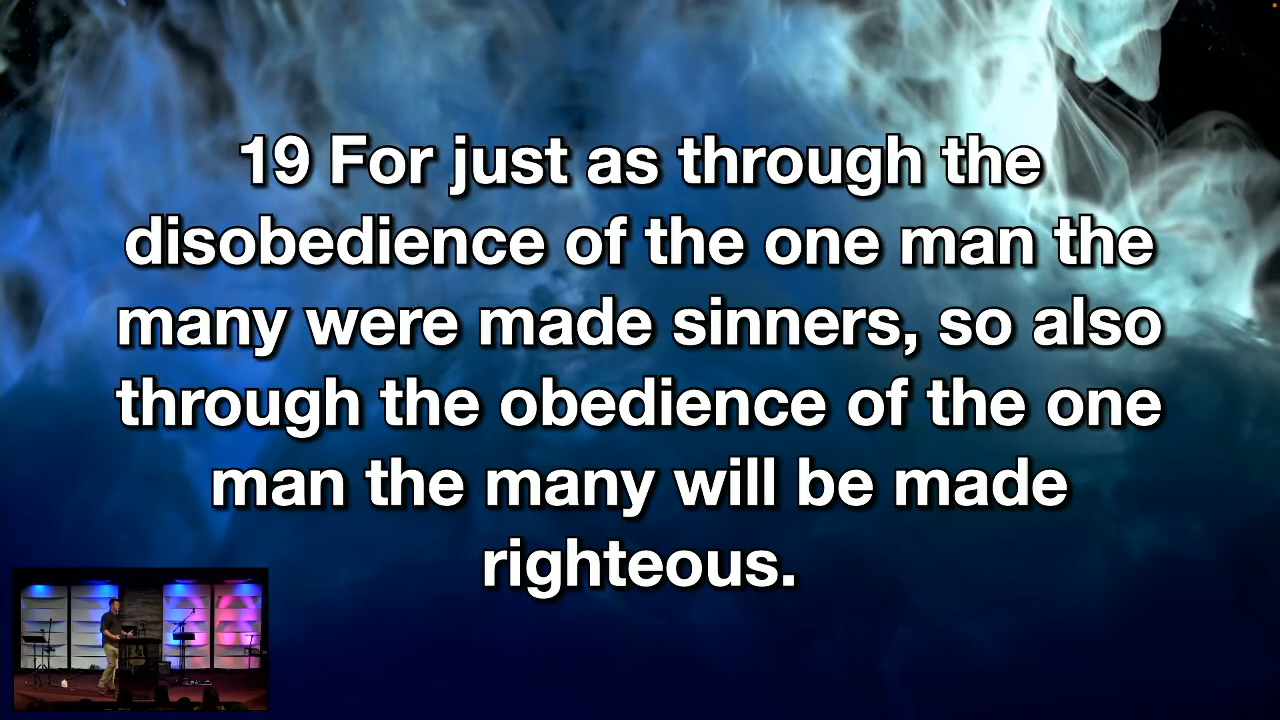 19 For just as through the
disobedience of the one man the
many were made sinners, so also
through the obedience of the one
man the many will be made
righteous.